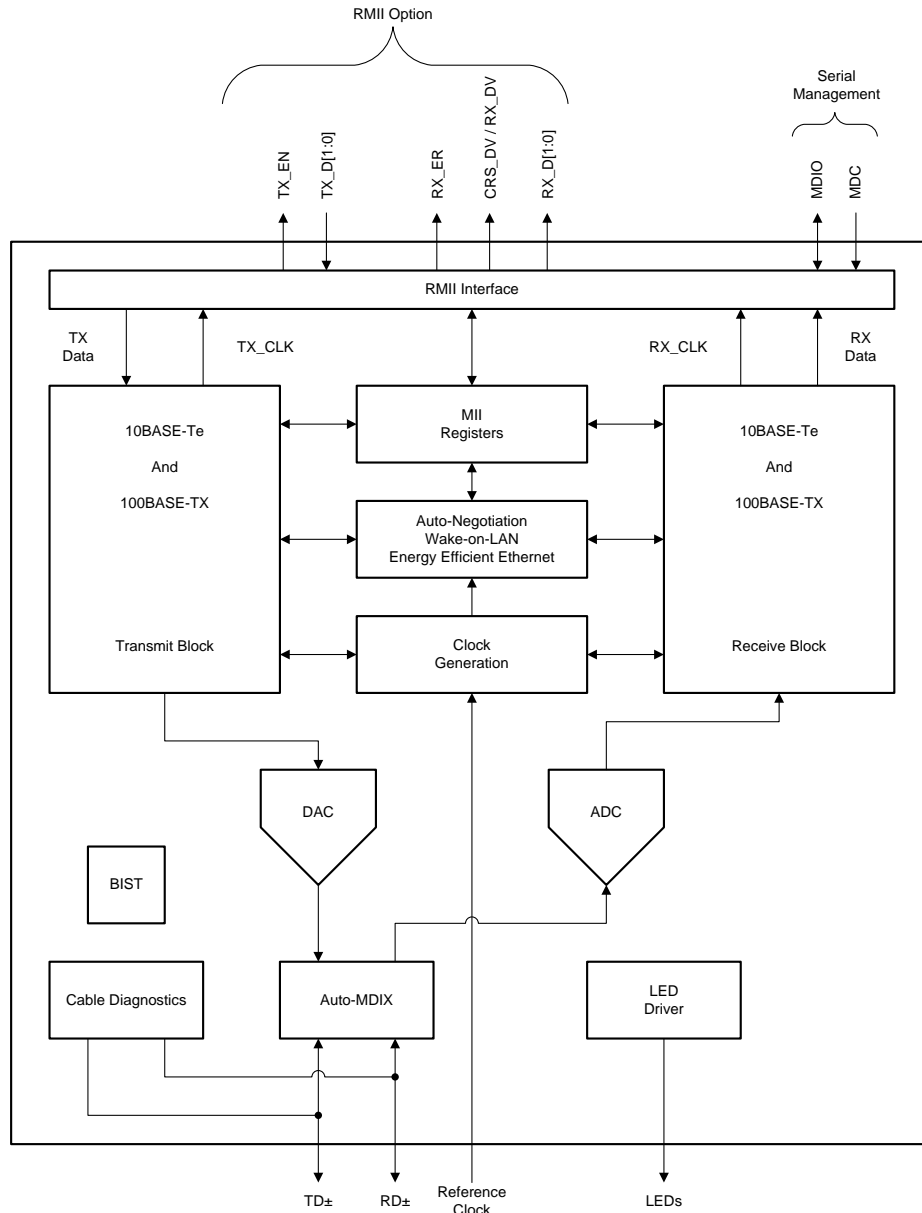 RMII Option
Serial
Management
TX_EN
TX_D[1:0]
RX_ER
CRS_DV / RX_DV
RX_D[1:0]
MDIO
MDC
RMII Interface
TX
Data
TX_CLK
RX_CLK
RX
Data
10BASE-Te
And
100BASE-TX
Transmit Block
MII
Registers
Auto-Negotiation
Wake-on-LAN
Energy Efficient Ethernet
Clock
Generation
10BASE-Te
And
100BASE-TX
Receive Block
DAC
ADC
BIST
Cable Diagnostics
Auto-MDIX
LED
Driver
TD±
RD±
Reference
Clock
LEDs